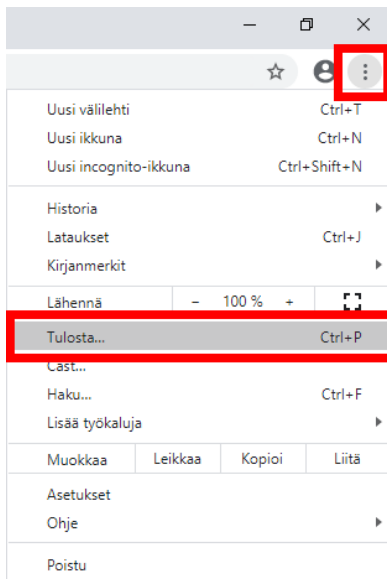 Uusi välilehti Ctrl+T
Uusi ikkuna Ctrl+N
Uusi incognito-ikkuna Ctrl+Shift+N
Historia
Lataukset Ctrl+J
Kirjanmerkit
Lähennä - 100 % +
Tulosta... Ctrl+P
Cast...
Haku... Ctrl+F
Lisää työkaluja
Muokkaa Leikkaa Kopioi Liitä
Asetukset
Ohje
Poistu